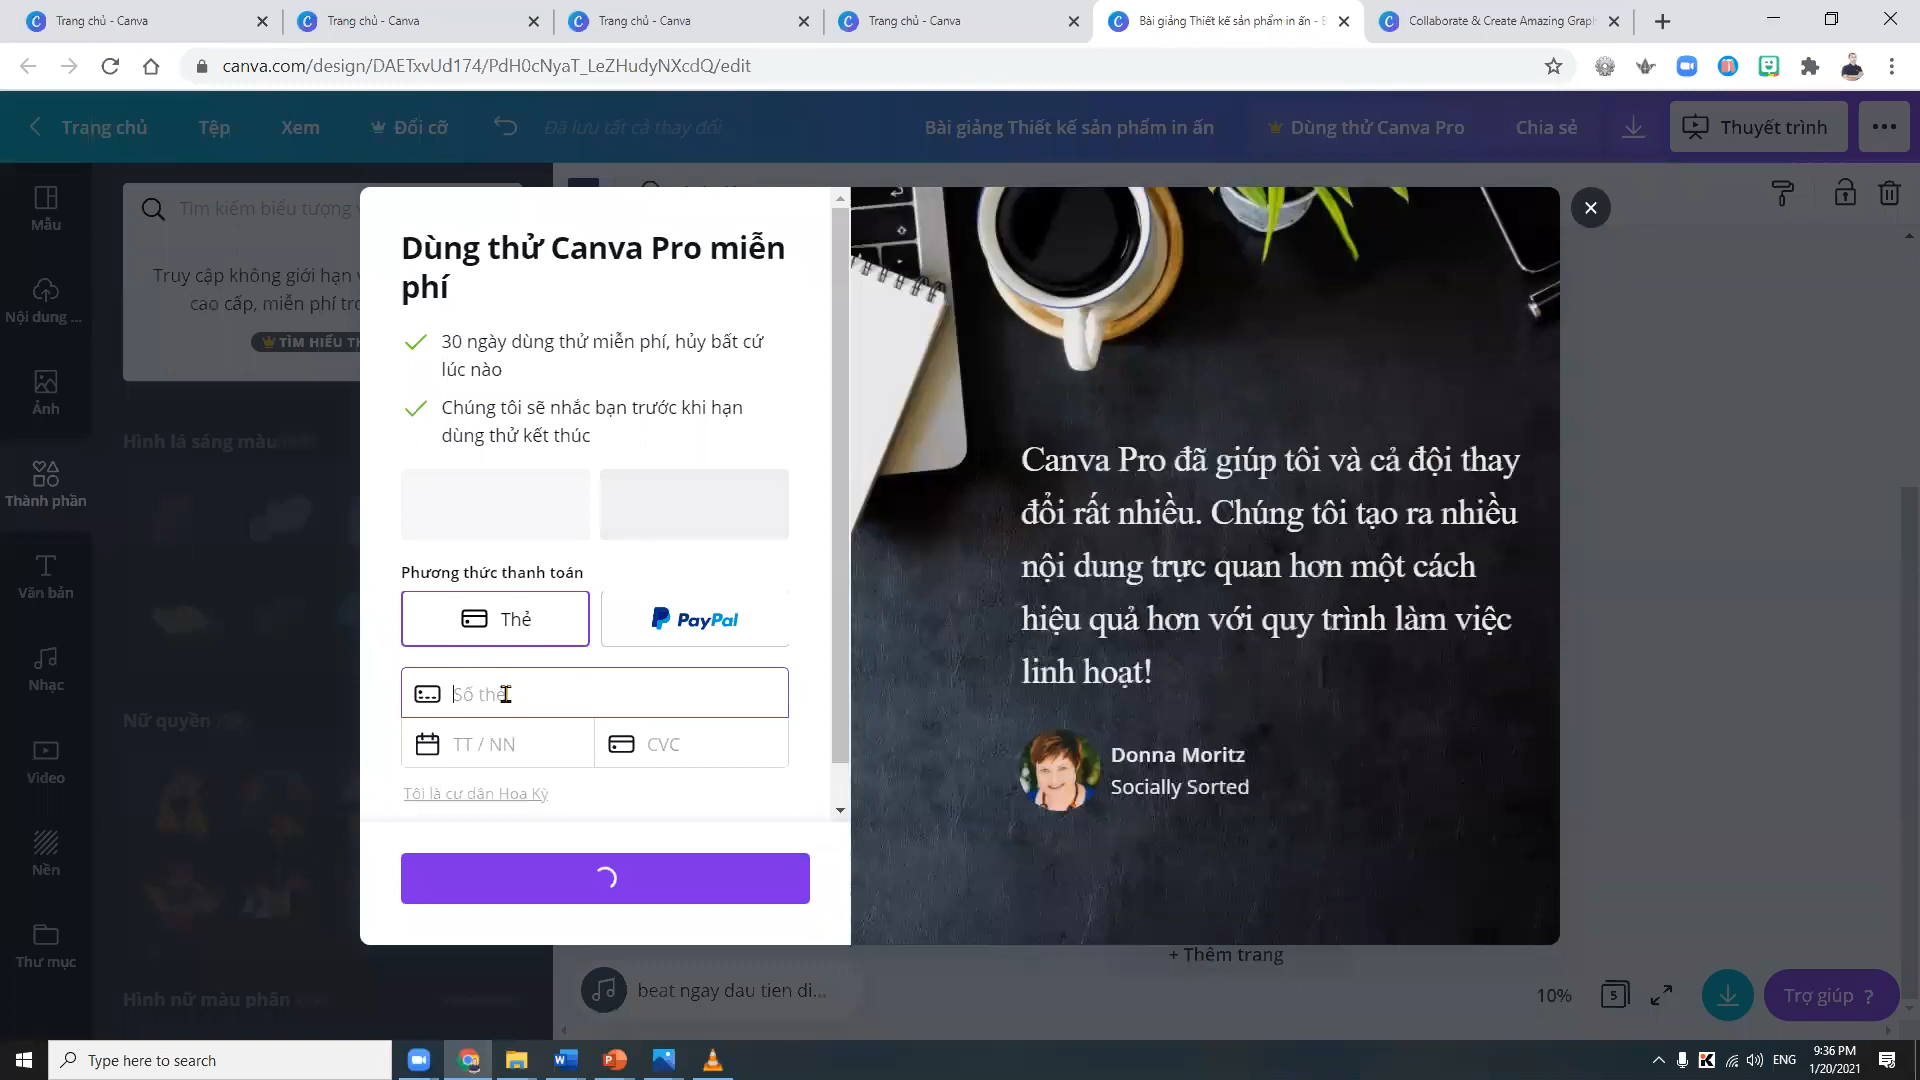 Trang chủ - Canva
Trang chủ - Canva
Trang chủ - Canva
Trang chủ - Canva
Bài giảng Thiết kế sản phẩm in ấn -
Collaborate & Create Amazing Grap
canva.com/design/DAETxvUd174/PdH0cNyaT_LeZHudyNXcdQ/edit
Trang chủ
Tệp
Xem
Đổi cỡ
Đã lưu tất cả thay đổi
Bài giảng Thiết kế sản phẩm in ấn
Dùng thử Canva Pro
Chia sẻ
Thuyết trình
Mẫu
Nội dung ...
Ảnh
Thành phần
Văn bản
Nhạc
Video
Nền
Thư mục
Tìm kiếm biểu tượng
Truy cập không giới hạn
cao cấp, miễn phí
TÌM HIỂU
Hình lá sáng màu
Nữ quyền
Hình nữ màu phấn
Dùng thử Canva Pro miễn
phí
30 ngày dùng thử miễn phí, hủy bất cứ
lúc nào
Chúng tôi sẽ nhắc bạn trước khi hạn
dùng thử kết thúc
Phương thức thanh toán
Thẻ
PayPal
Số thẻ
TT / NN
CVC
Tôi là cư dân Hoa Kỳ
Canva Pro đã giúp tôi và cả đội thay
đổi rất nhiều. Chúng tôi tạo ra nhiều
nội dung trực quan hơn một cách
hiệu quả hơn với quy trình làm việc
linh hoạt!
Donna Moritz
Socially Sorted
+ Thêm trang
beat ngay dau tien di...
10%
5
Trợ giúp ?
Type here to search
ENG
9:36 PM
1/20/2021